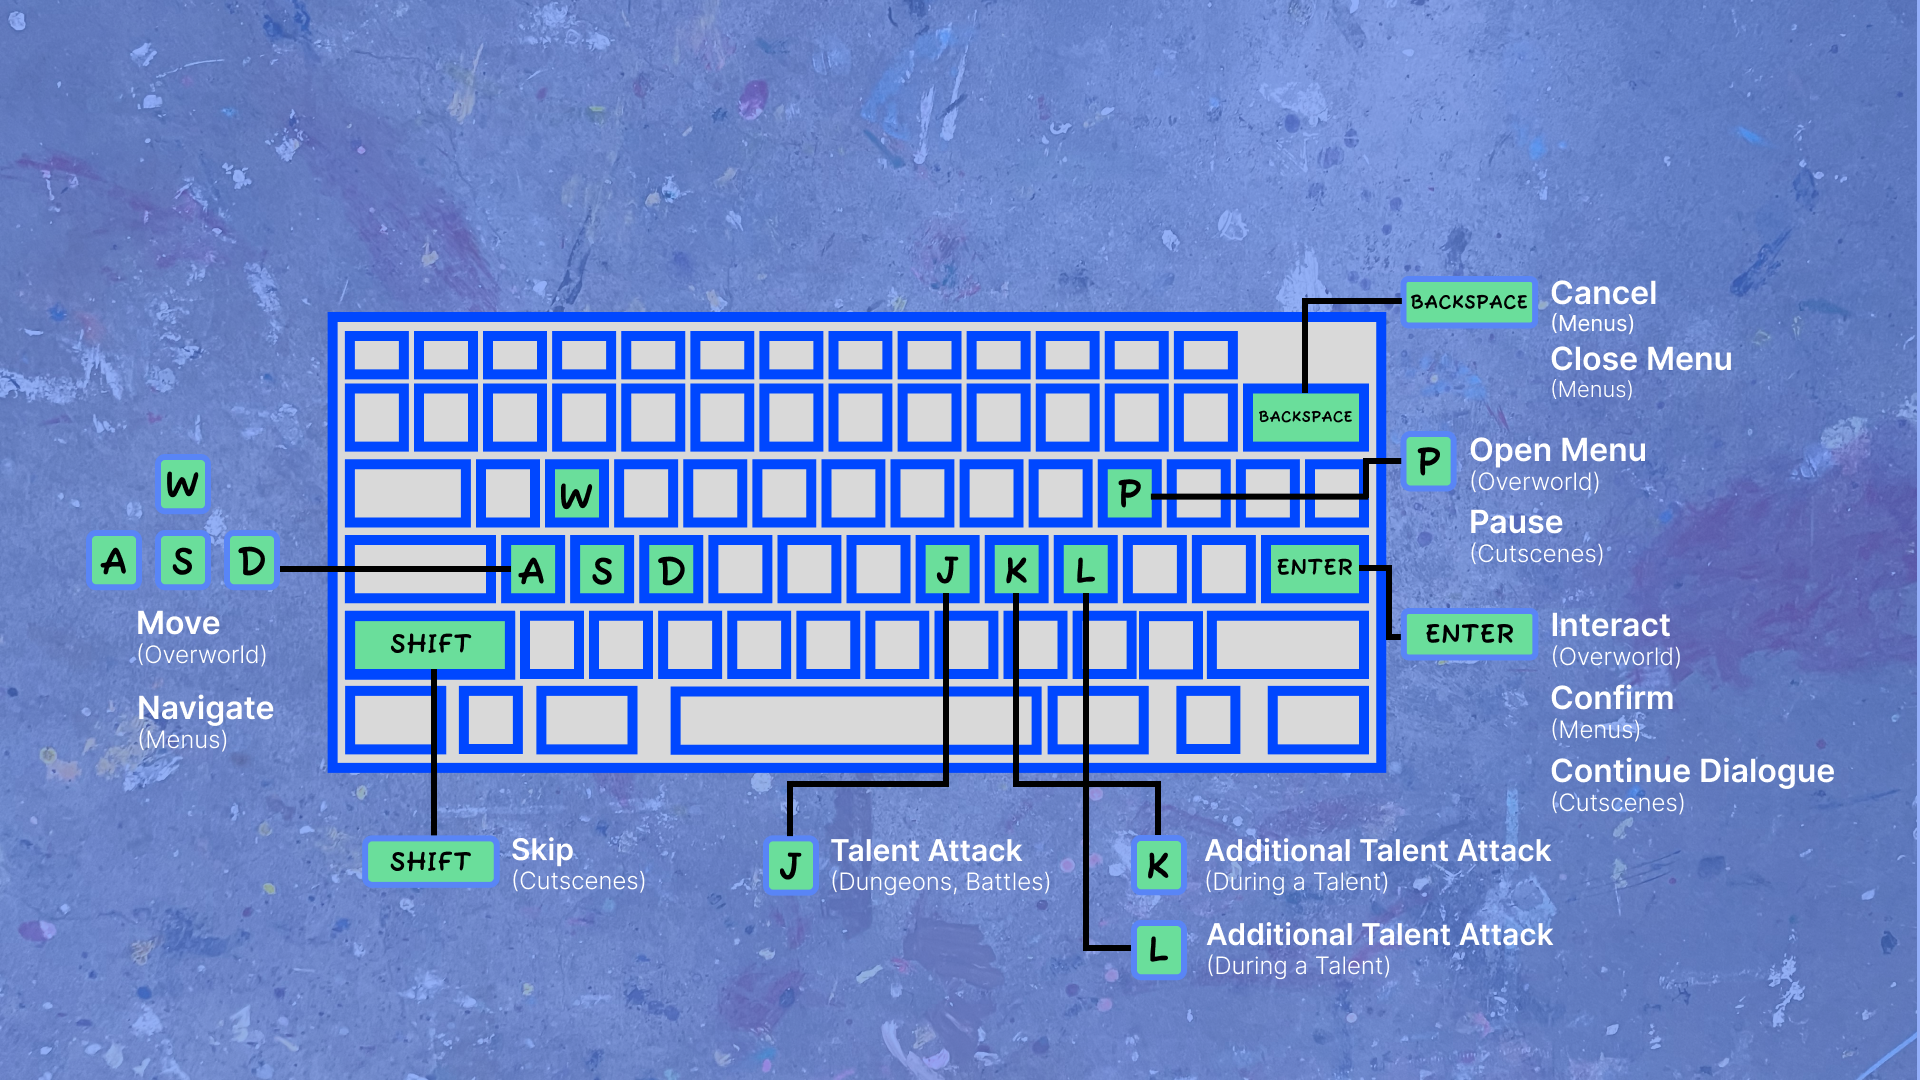 BACKSPACE
Cancel
(Menus)
Close Menu
(Menus)
BACKSPACE
W
W
P
P
Open Menu
(Overworld)
Pause
(Cutscenes)
A S D
A S D J K L ENTER
Move
(Overworld)
Navigate
(Menus)
SHIFT
ENTER
Interact
(Overworld)
Confirm
(Menus)
Continue Dialogue
(Cutscenes)
SHIFT
Skip
(Cutscenes)
J
Talent Attack
(Dungeons, Battles)
K
Additional Talent Attack
(During a Talent)
L
Additional Talent Attack
(During a Talent)